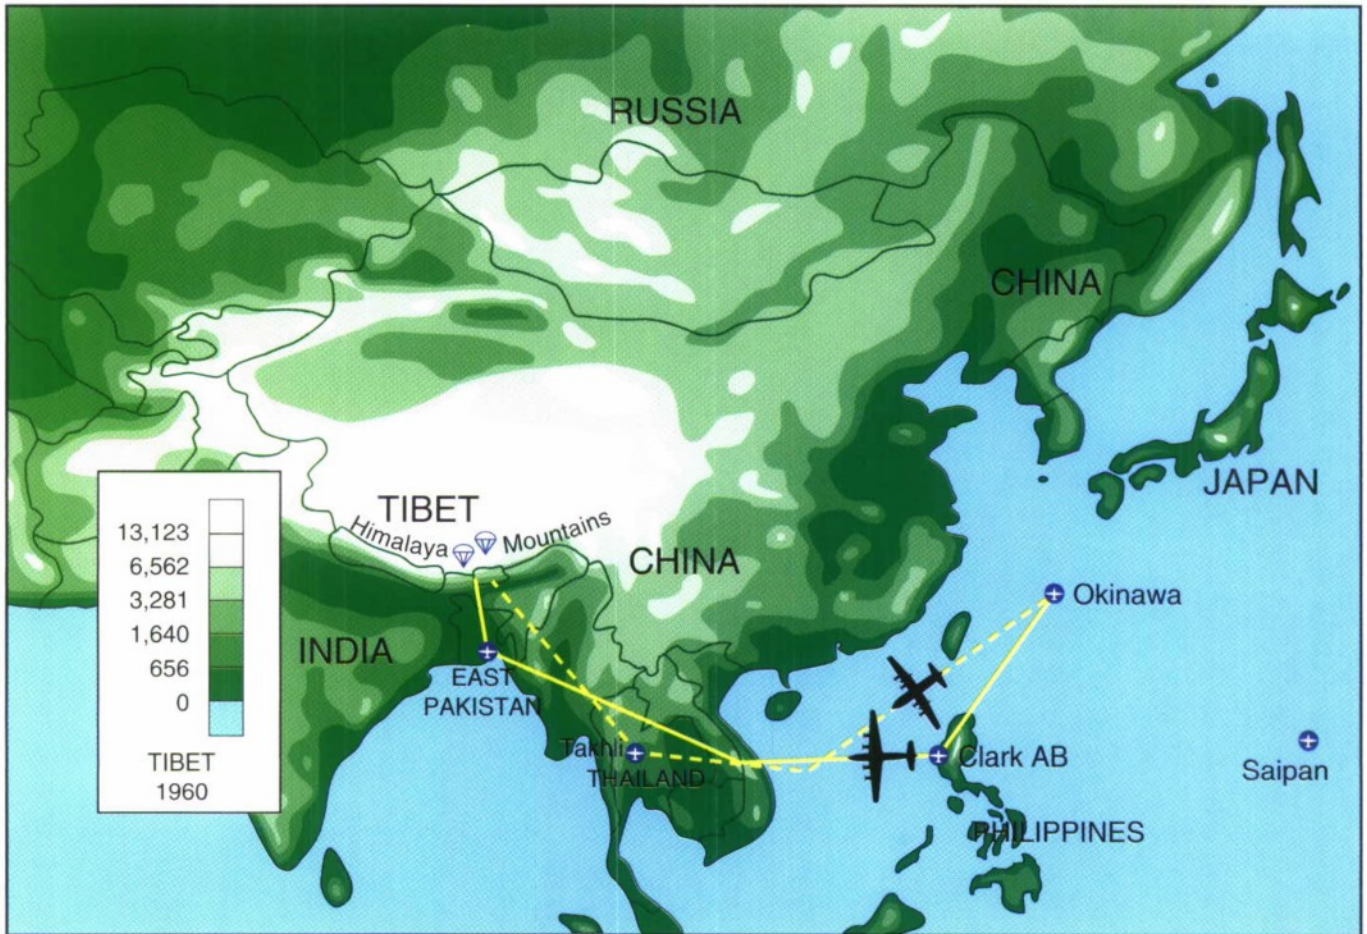 RUSSIA
CHINA
JAPAN
TIBET
Himalaya
Mountains
CHINA
13,123
6,562
3,281
1,640
656
0
TIBET
1960
INDIA
EAST
PAKISTAN
Okinawa
Takhli
THAILAND
Clark AB
Saipan
PHILIPPINES